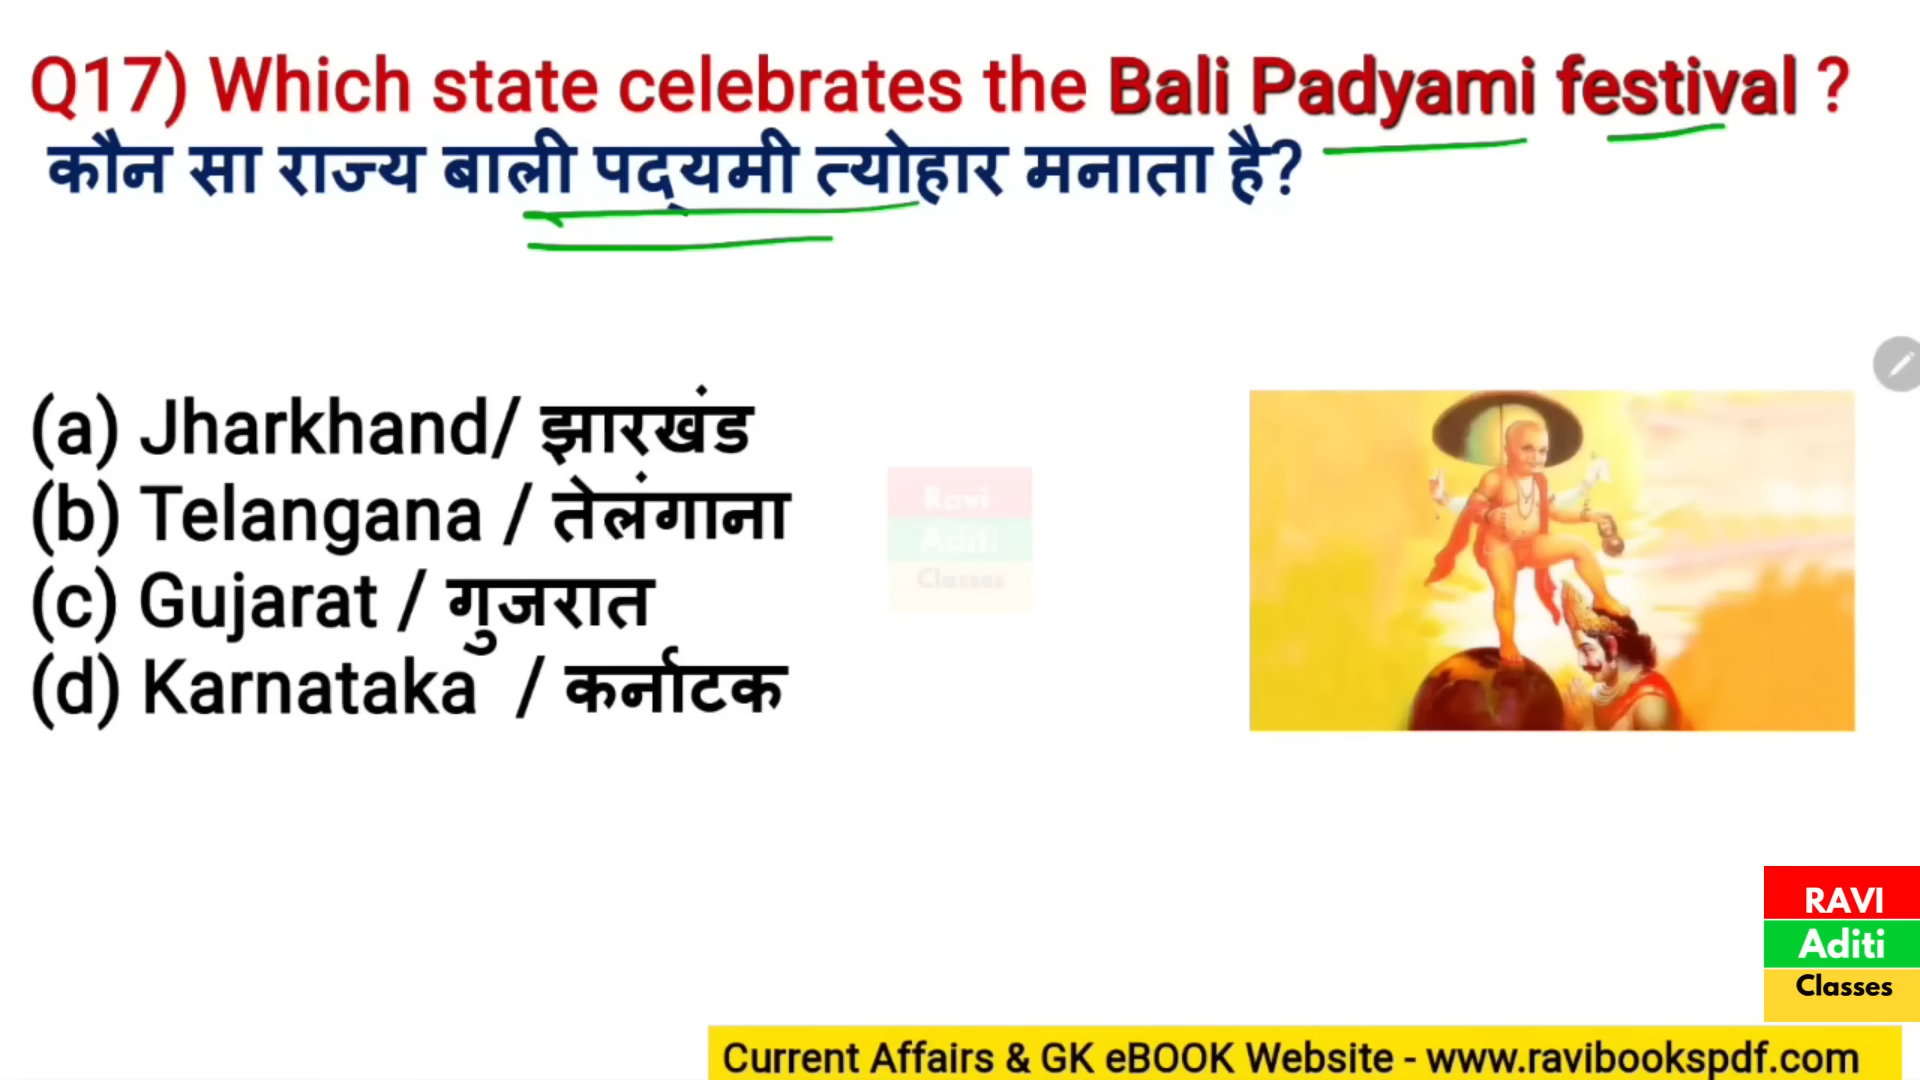 Q17) Which state celebrates the Bali Padyami festival ?
कौन सा राज्य बाली पद्यमी त्योहार मनाता है?
(a) Jharkhand/ झारखंड
(b) Telangana / तेलंगाना
(c) Gujarat / गुजरात
(d) Karnataka / कर्नाटक
Ravi
Aditi
Classes
RAVI
Aditi
Classes
Current Affairs & GK eBOOK Website - www.ravibookspdf.com